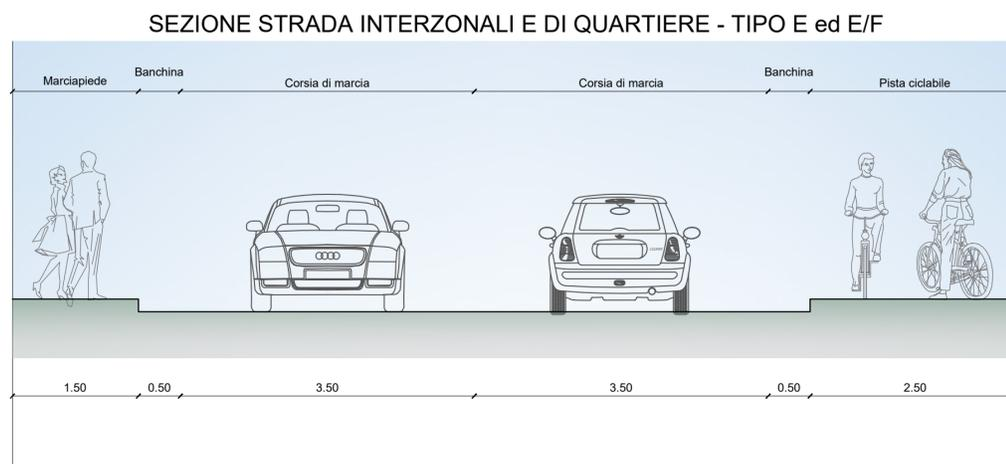 SEZIONE STRADA INTERZONALI E DI QUARTIERE - TIPO E ed E/F
Marciapiede
Banchina
Corsia di marcia
Corsia di marcia
Banchina
Pista ciclabile
1.50
0.50
3.50
3.50
0.50
2.50